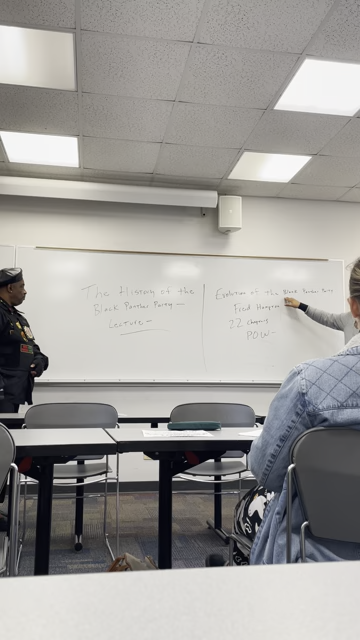 The History of the
Black Panther Party —
Lecture —
Evolution of the Black Panther Party
Fred Hampton
22 chapters
POW —